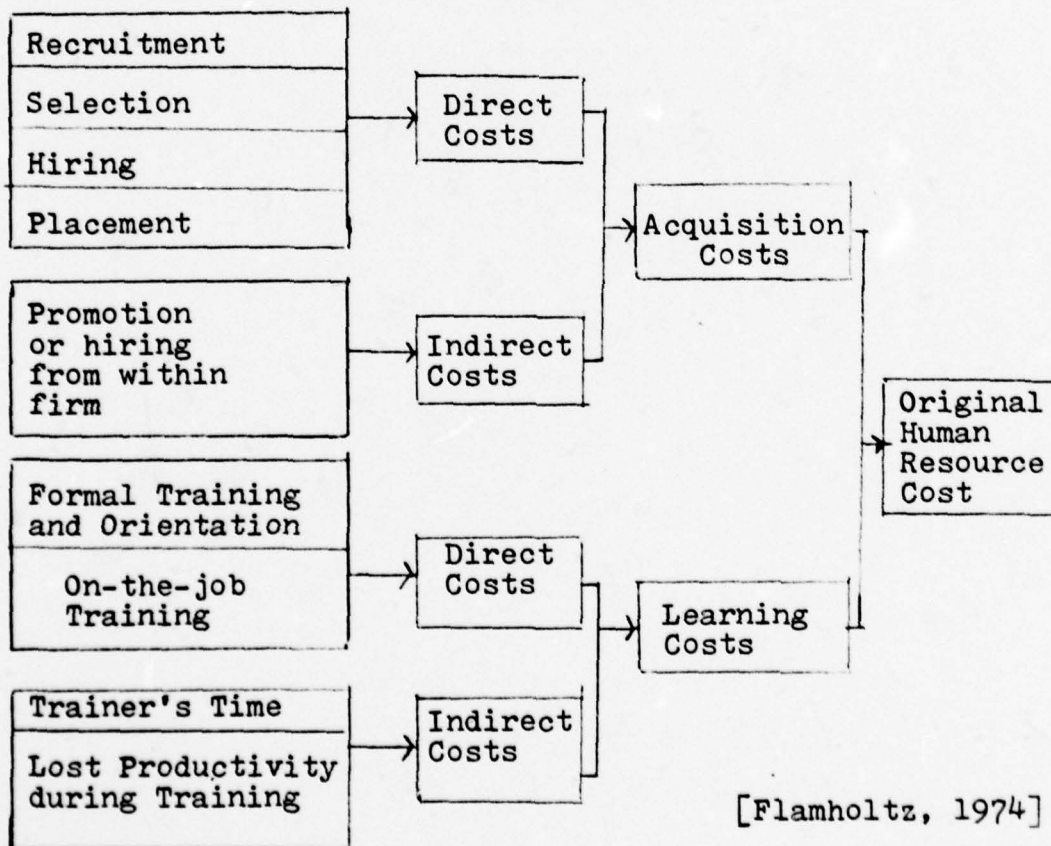 Recruitment
Selection
Hiring
Placement
Direct
Costs
Promotion
or hiring
from within
firm
Indirect
Costs
Acquisition
Costs
Formal Training
and Orientation
On-the-job
Training
Direct
Costs
Trainer's Time
Lost Productivity
during Training
Indirect
Costs
Learning
Costs
Original
Human
Resource
Cost
[Flamholtz, 1974]